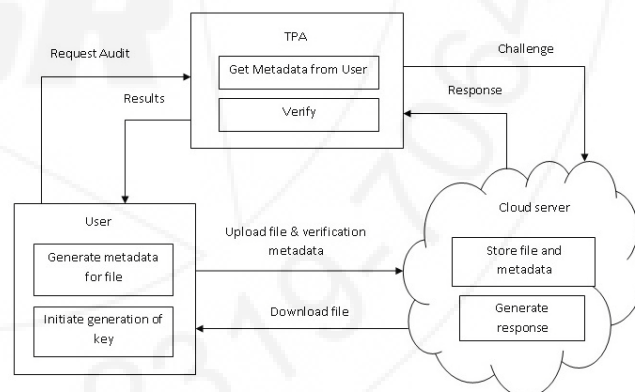 TPA
Request Audit
Get Metadata from User
Challenge
Results
Verify
Response
User
Generate metadata
for file
Initiate generation of
key
Upload file & verification
metadata
Download file
Cloud server
Store file and
metadata
Generate
response